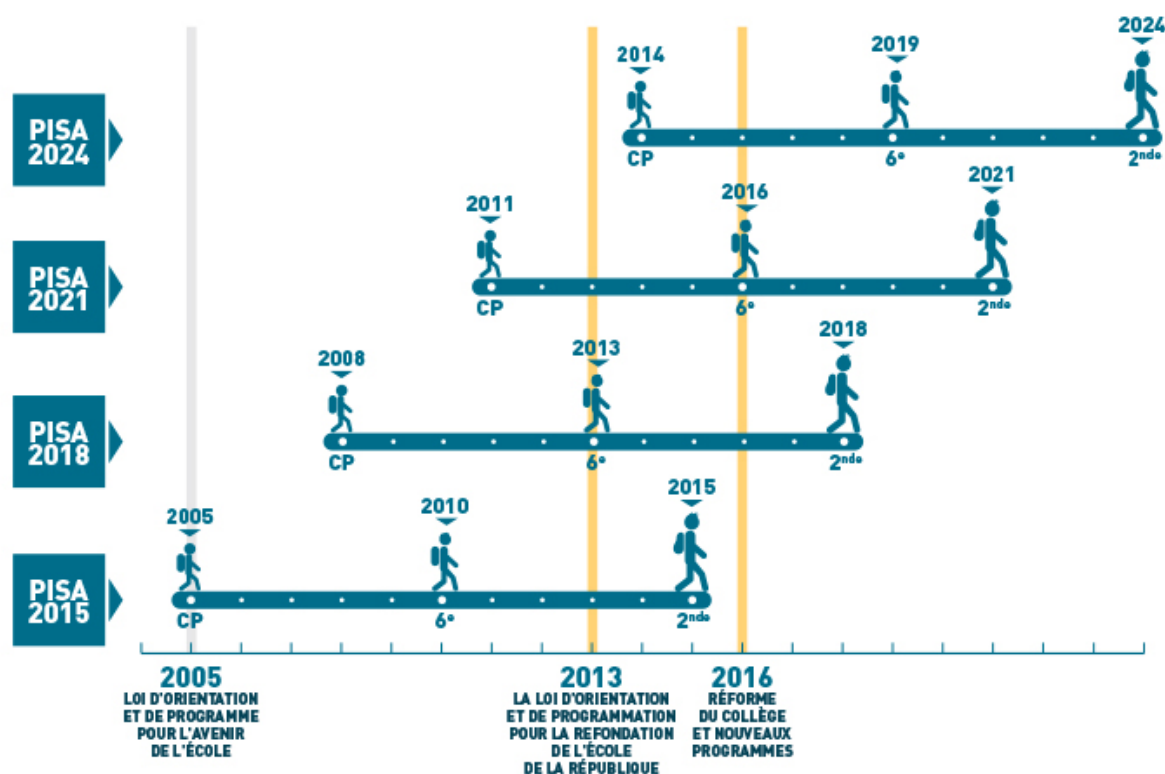 2024
2019
2014
PISA
2024
CP
6e
2nde
2021
2016
2011
PISA
2021
CP
6e
2nde
2018
2013
2008
PISA
2018
CP
6e
2nde
2015
2010
2005
PISA
2015
CP
6e
2nde
2005
LOI D'ORIENTATION
ET DE PROGRAMME
POUR L'AVENIR
DE L'ÉCOLE
2013
LA LOI D'ORIENTATION
ET DE PROGRAMMATION
POUR LA REFONDATION
DE L'ÉCOLE
DE LA RÉPUBLIQUE
2016
RÉFORME
DU COLLÈGE
ET NOUVEAUX
PROGRAMMES